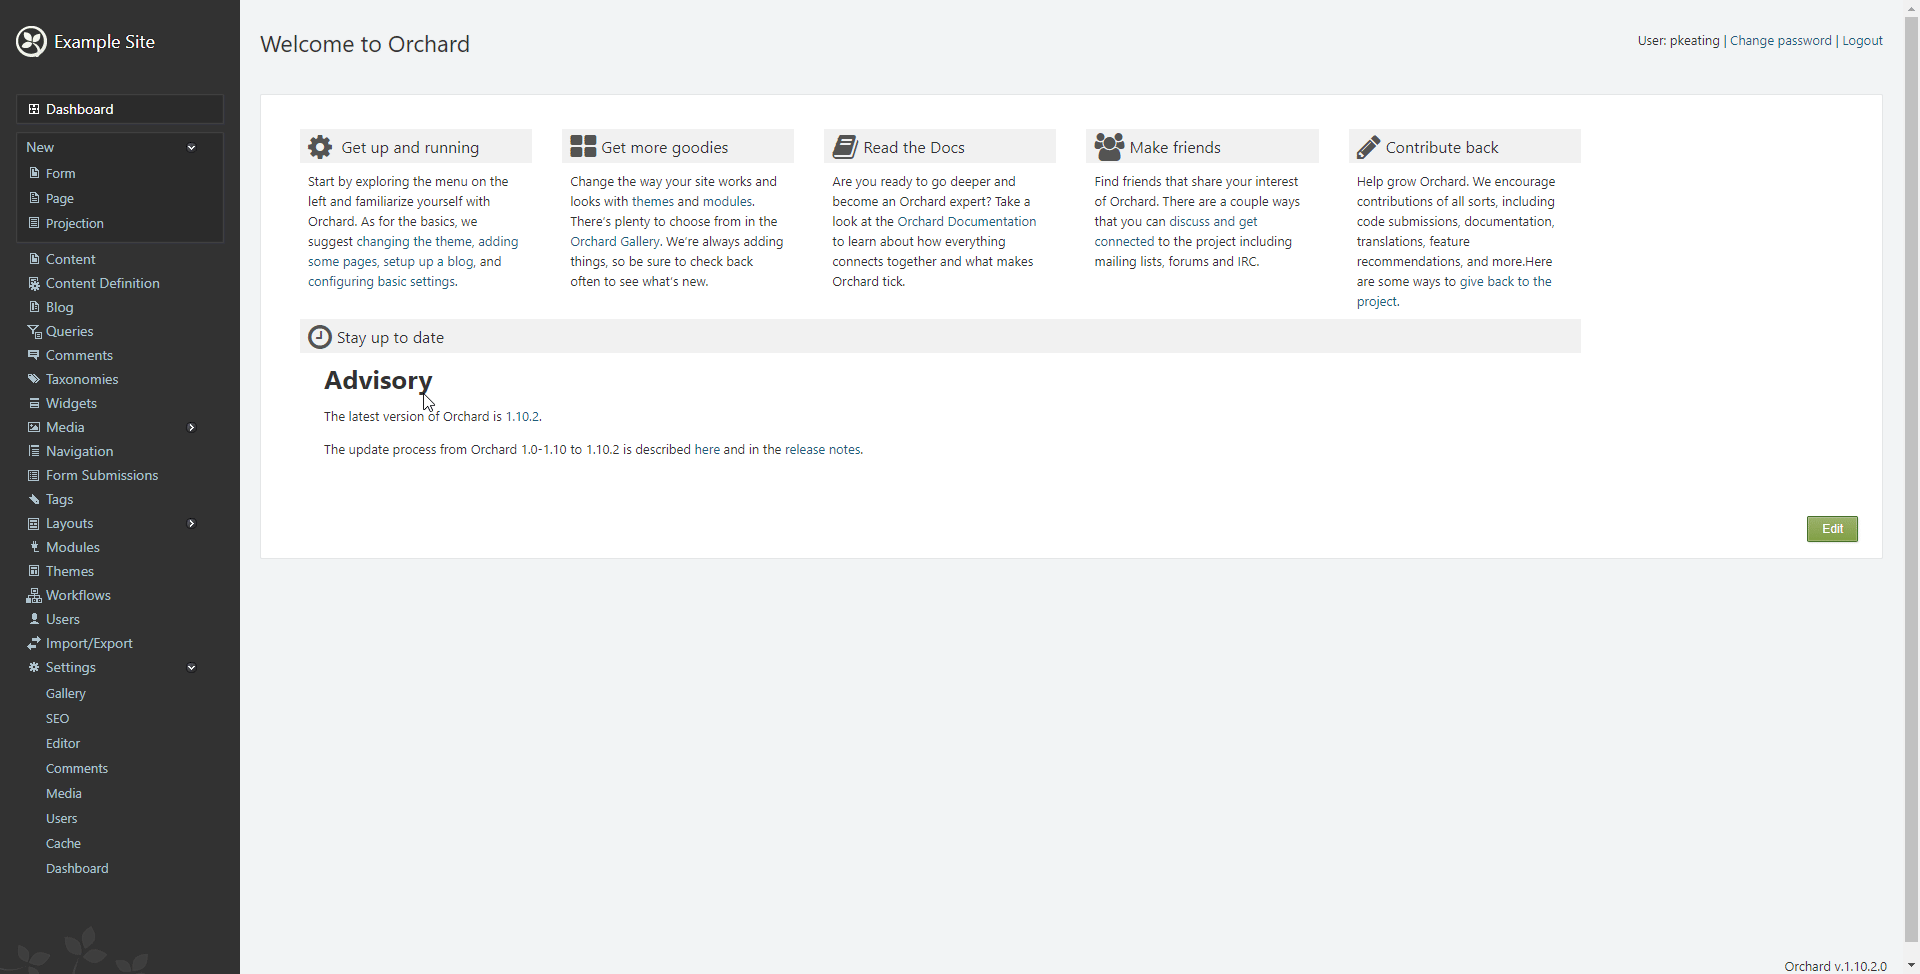 Example Site
Dashboard
New
Form
Page
Projection
Content
Content Definition
Blog
Queries
Comments
Taxonomies
Widgets
Media
Navigation
Form Submissions
Tags
Layouts
Modules
Themes
Workflows
Users
Import/Export
Settings
Gallery
SEO
Editor
Comments
Media
Users
Cache
Dashboard
Welcome to Orchard
User: pkeating | Change password | Logout
Get up and running
Start by exploring the menu on the
left and familiarize yourself with
Orchard. As for the basics, we
suggest changing the theme, adding
some pages, setup up a blog, and
configuring basic settings.
Get more goodies
Change the way your site works and
looks with themes and modules.
There's plenty to choose from in the
Orchard Gallery. We're always adding
things, so be sure to check back
often to see what's new.
Read the Docs
Are you ready to go deeper and
become an Orchard expert? Take a
look at the Orchard Documentation
to learn about how everything
connects together and what makes
Orchard tick.
Make friends
Find friends that share your interest
of Orchard. There are a couple ways
that you can discuss and get
connected to the project including
mailing lists, forums and IRC.
Contribute back
Help grow Orchard. We encourage
contributions of all sorts, including
code submissions, documentation,
translations, feature
recommendations, and more.Here
are some ways to give back to the
project.
Stay up to date
Advisory
The latest version of Orchard is 1.10.2.
The update process from Orchard 1.0-1.10 to 1.10.2 is described here and in the release notes.
Edit
Orchard v.1.10.2.0